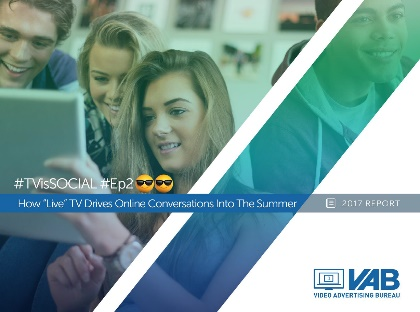 #TVisSOCIAL #Ep2😎😎
How "Live" TV Drives Online Conversations Into The Summer
2017 REPORT
VAB
VIDEO ADVERTISING BUREAU